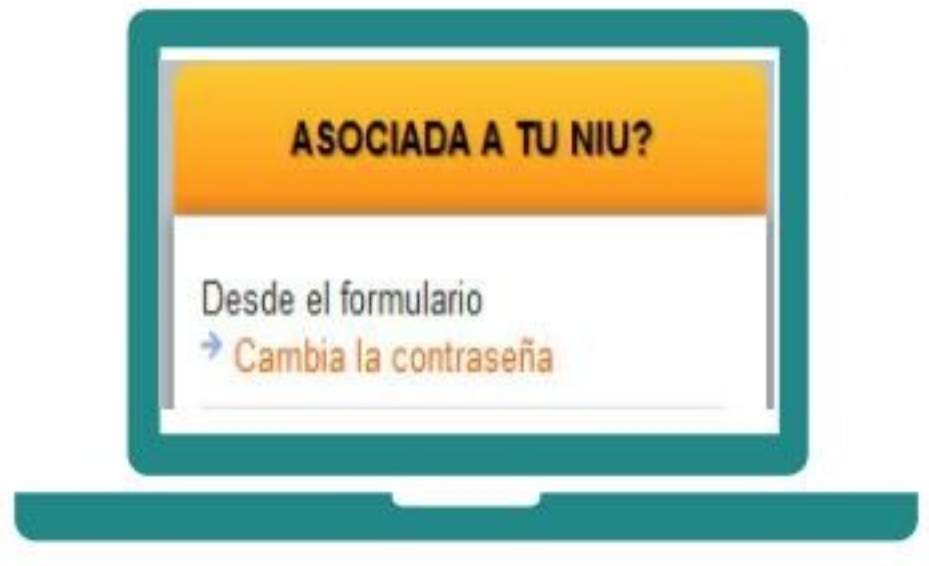 ASOCIADA A TU NIU?
Desde el formulario
Cambia la contraseña